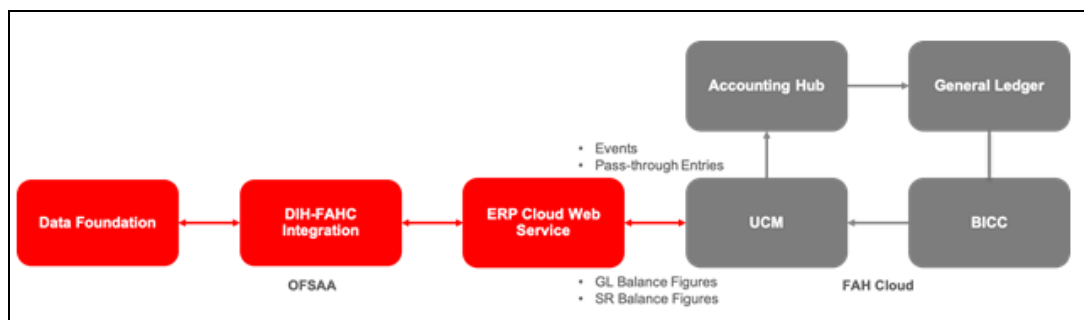 Accounting Hub
General Ledger
• Events
• Pass-through Entries
Data Foundation
DIH-FAHC
Integration
ERP Cloud Web
Service
UCM
BICC
OFSAA
• GL Balance Figures
• SR Balance Figures
FAH Cloud